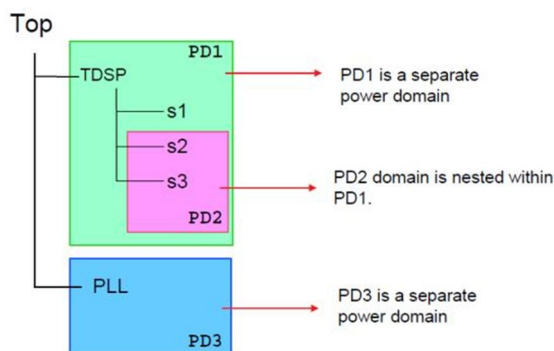 Top
PD1
TDSP
s1
s2
s3
PD2
PLL
PD3
PD1 is a separate
power domain
PD2 domain is nested within
PD1.
PD3 is a separate
power domain